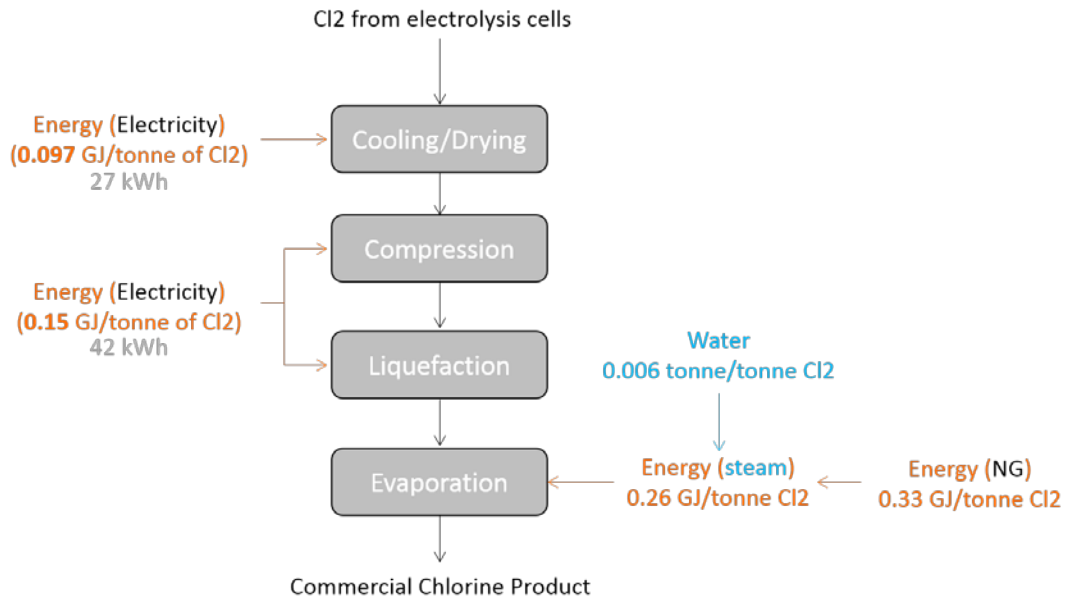 Cl2 from electrolysis cells
Energy (Electricity)
(0.097 GJ/tonne of Cl2)
27 kWh
Cooling/Drying
Compression
Energy (Electricity)
(0.15 GJ/tonne of Cl2)
42 kWh
Liquefaction
Water
0.006 tonne/tonne Cl2
Evaporation
Energy (steam)
0.26 GJ/tonne Cl2
Energy (NG)
0.33 GJ/tonne Cl2
Commercial Chlorine Product